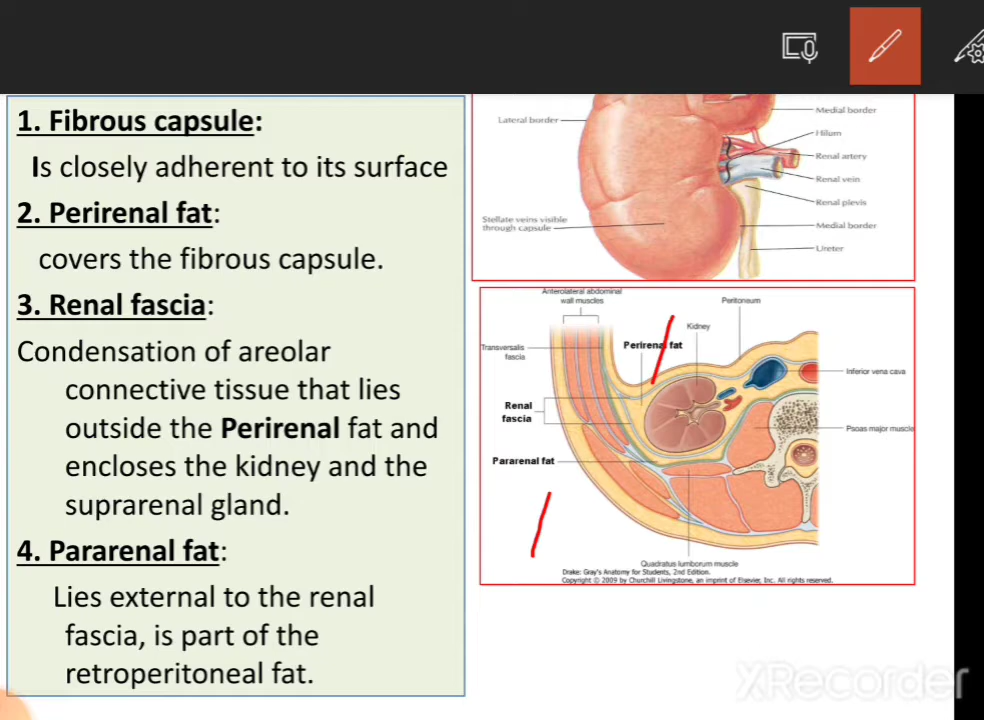 1. Fibrous capsule:
Is closely adherent to its surface
2. Perirenal fat:
covers the fibrous capsule.
3. Renal fascia:
Condensation of areolar
connective tissue that lies
outside the Perirenal fat and
encloses the kidney and the
suprarenal gland.
4. Pararenal fat:
Lies external to the renal
fascia, is part of the
retroperitoneal fat.
Lateral border
Medial border
Hilum
Renal artery
Renal vein
Renal plevis
Stellate veins visible
through capsule
Medial border
Ureter
Anterolateral abdominal
wall muscles
Peritoneum
Kidney
Transversalis
fascia
Perirenal fat
Inferior vena cava
Renal
fascia
Psoas major muscle
Pararenal fat
Quadratus lumborum muscle
Drake: Gray's Anatomy for Students, 2nd Edition.
Copyright © 2009 by Churchill Livingstone, an imprint of Elsevier, Inc. All rights reserved.
XRecorder